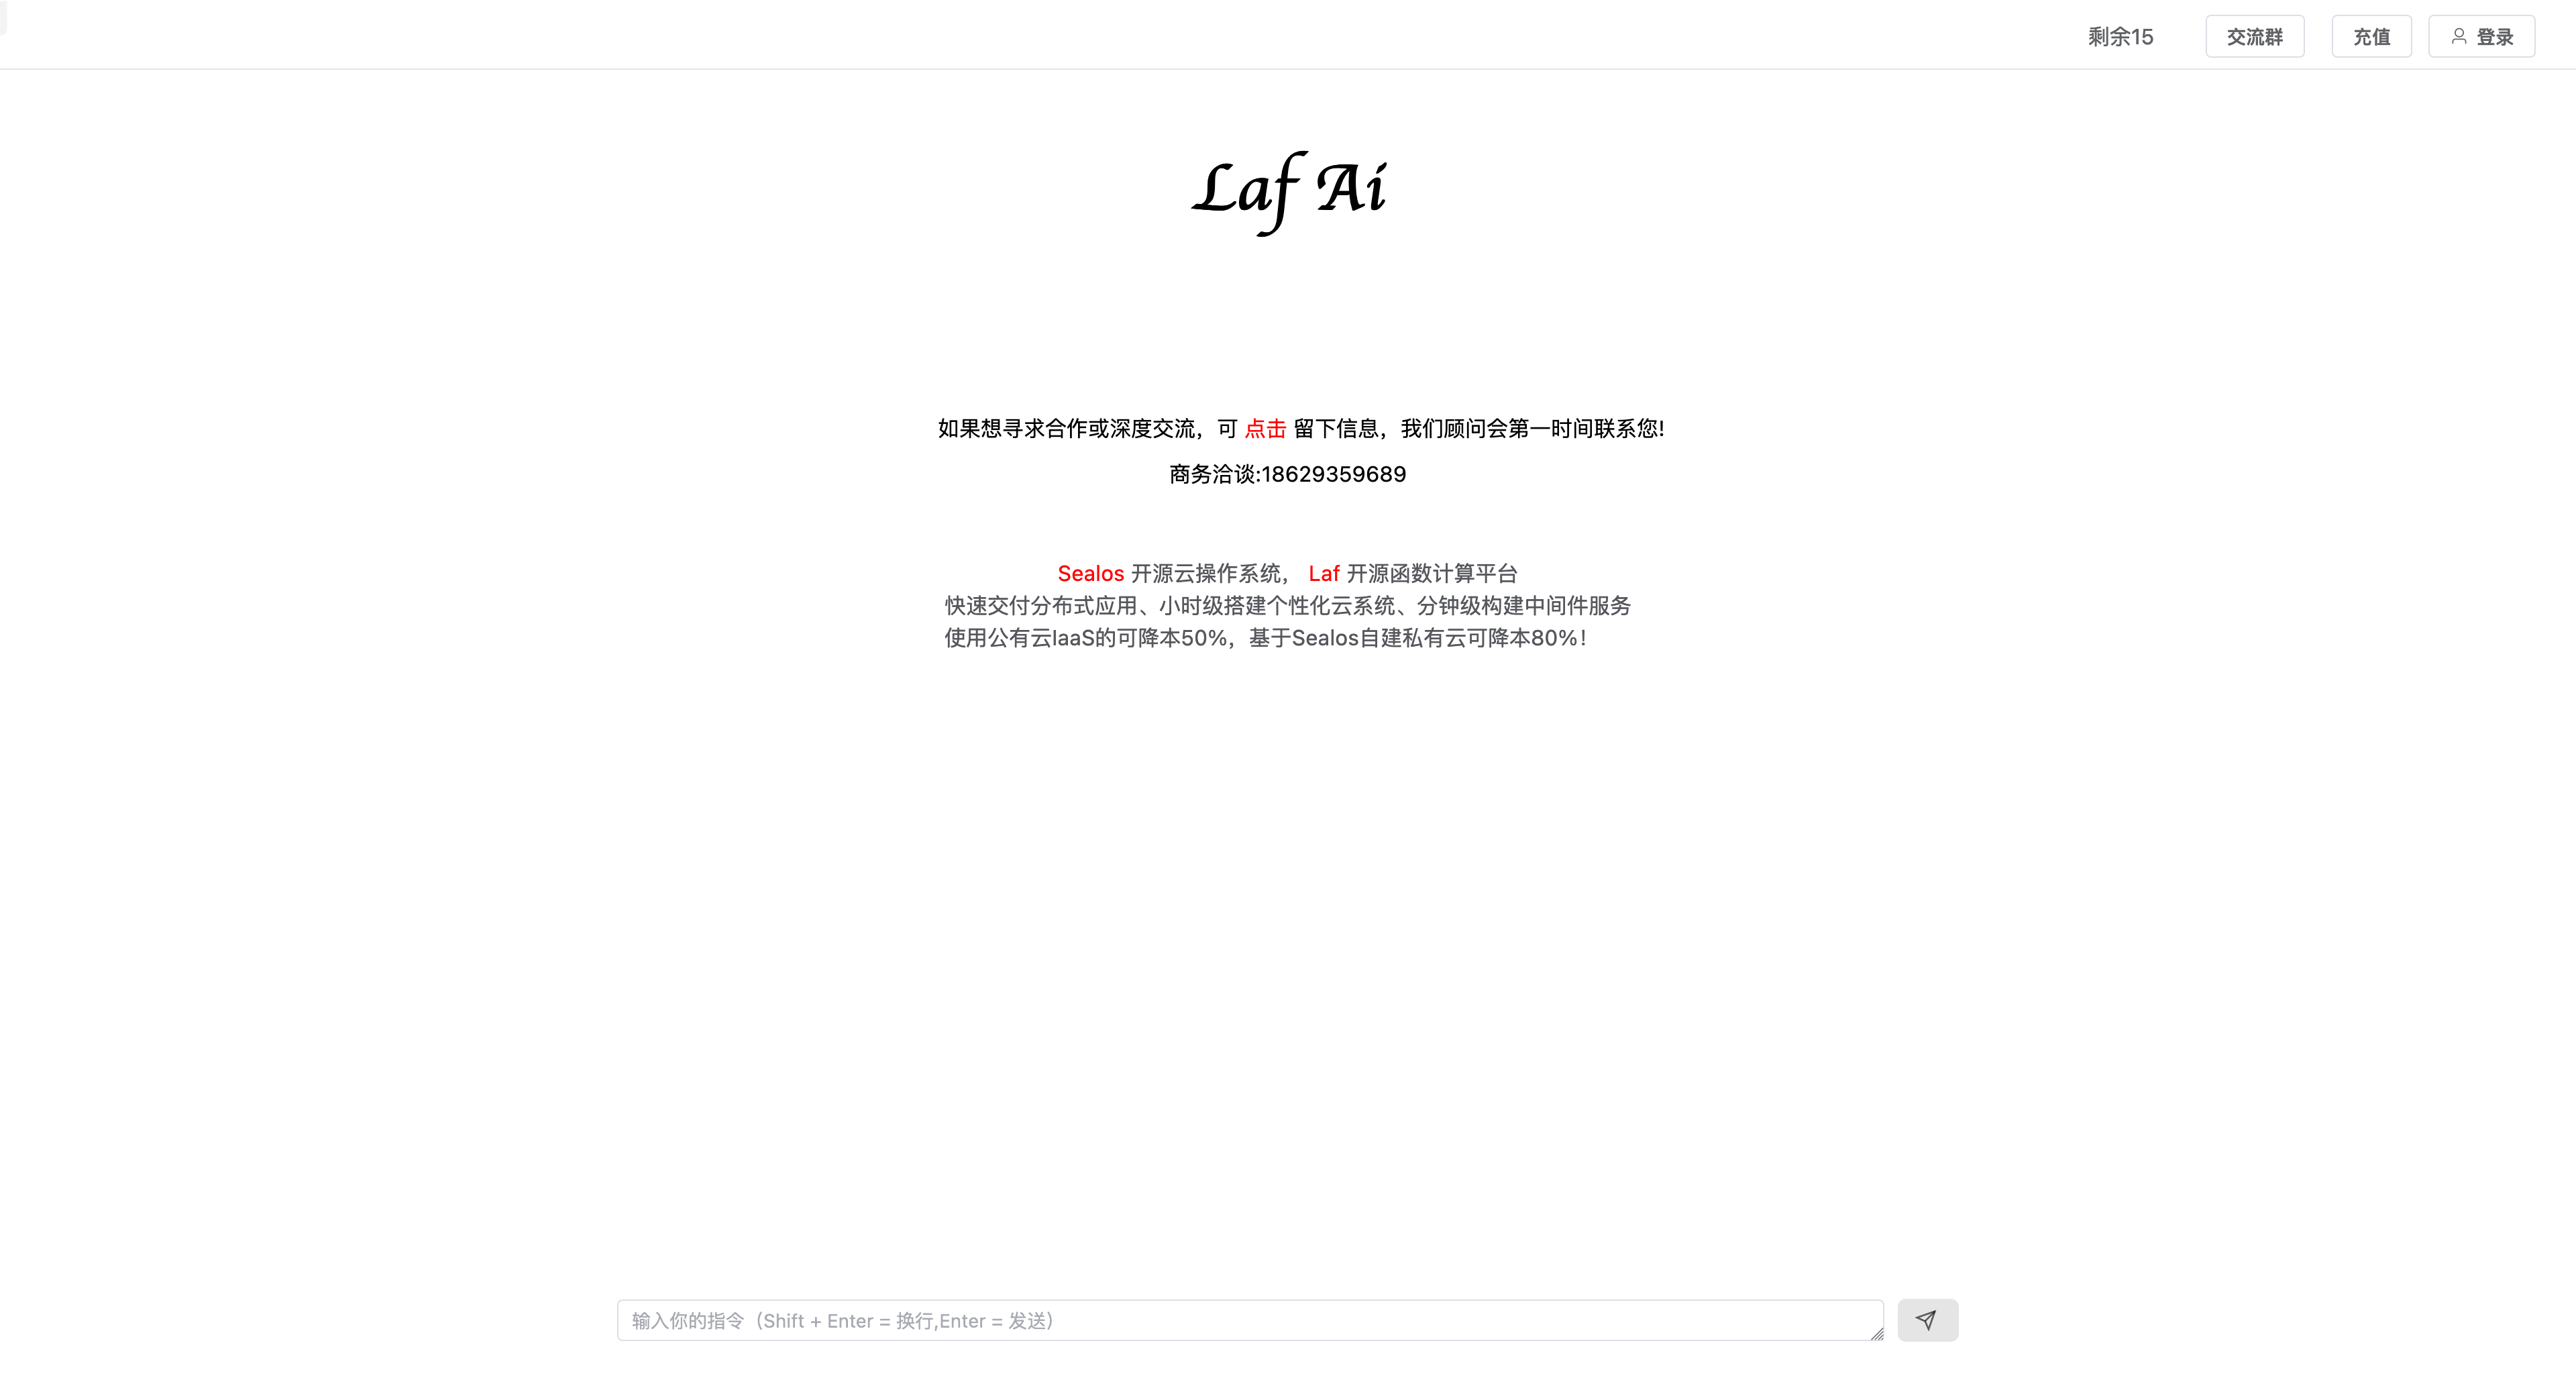 剩余15
交流群
充值
登录
Laf Ai
如果想寻求合作或深度交流，可 点击 留下信息，我们顾问会第一时间联系您!
商务洽谈:18629359689
Sealos 开源云操作系统， Laf 开源函数计算平台
快速交付分布式应用、小时级搭建个性化云系统、分钟级构建中间件服务
使用公有云IaaS的可降本50%，基于Sealos自建私有云可降本80%！
输入你的指令（Shift + Enter = 换行,Enter = 发送）